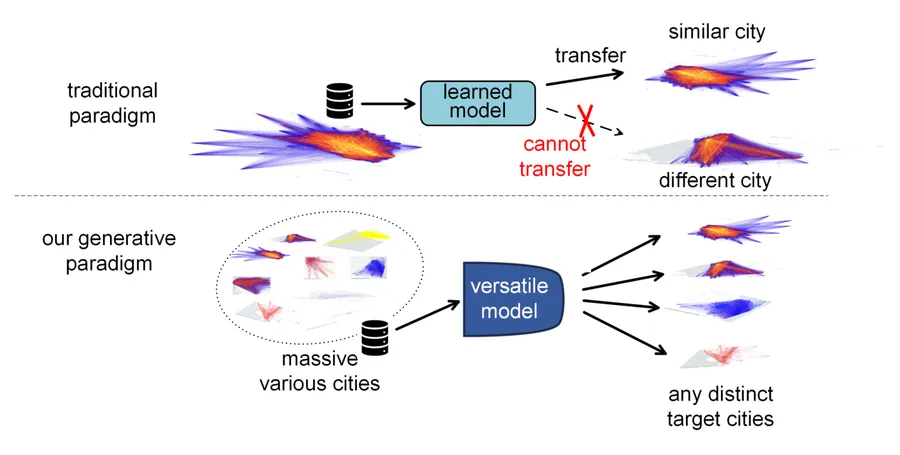 traditional
paradigm
learned
model
transfer
cannot
transfer
similar city
different city
our generative
paradigm
massive
various cities
versatile
model
any distinct
target cities